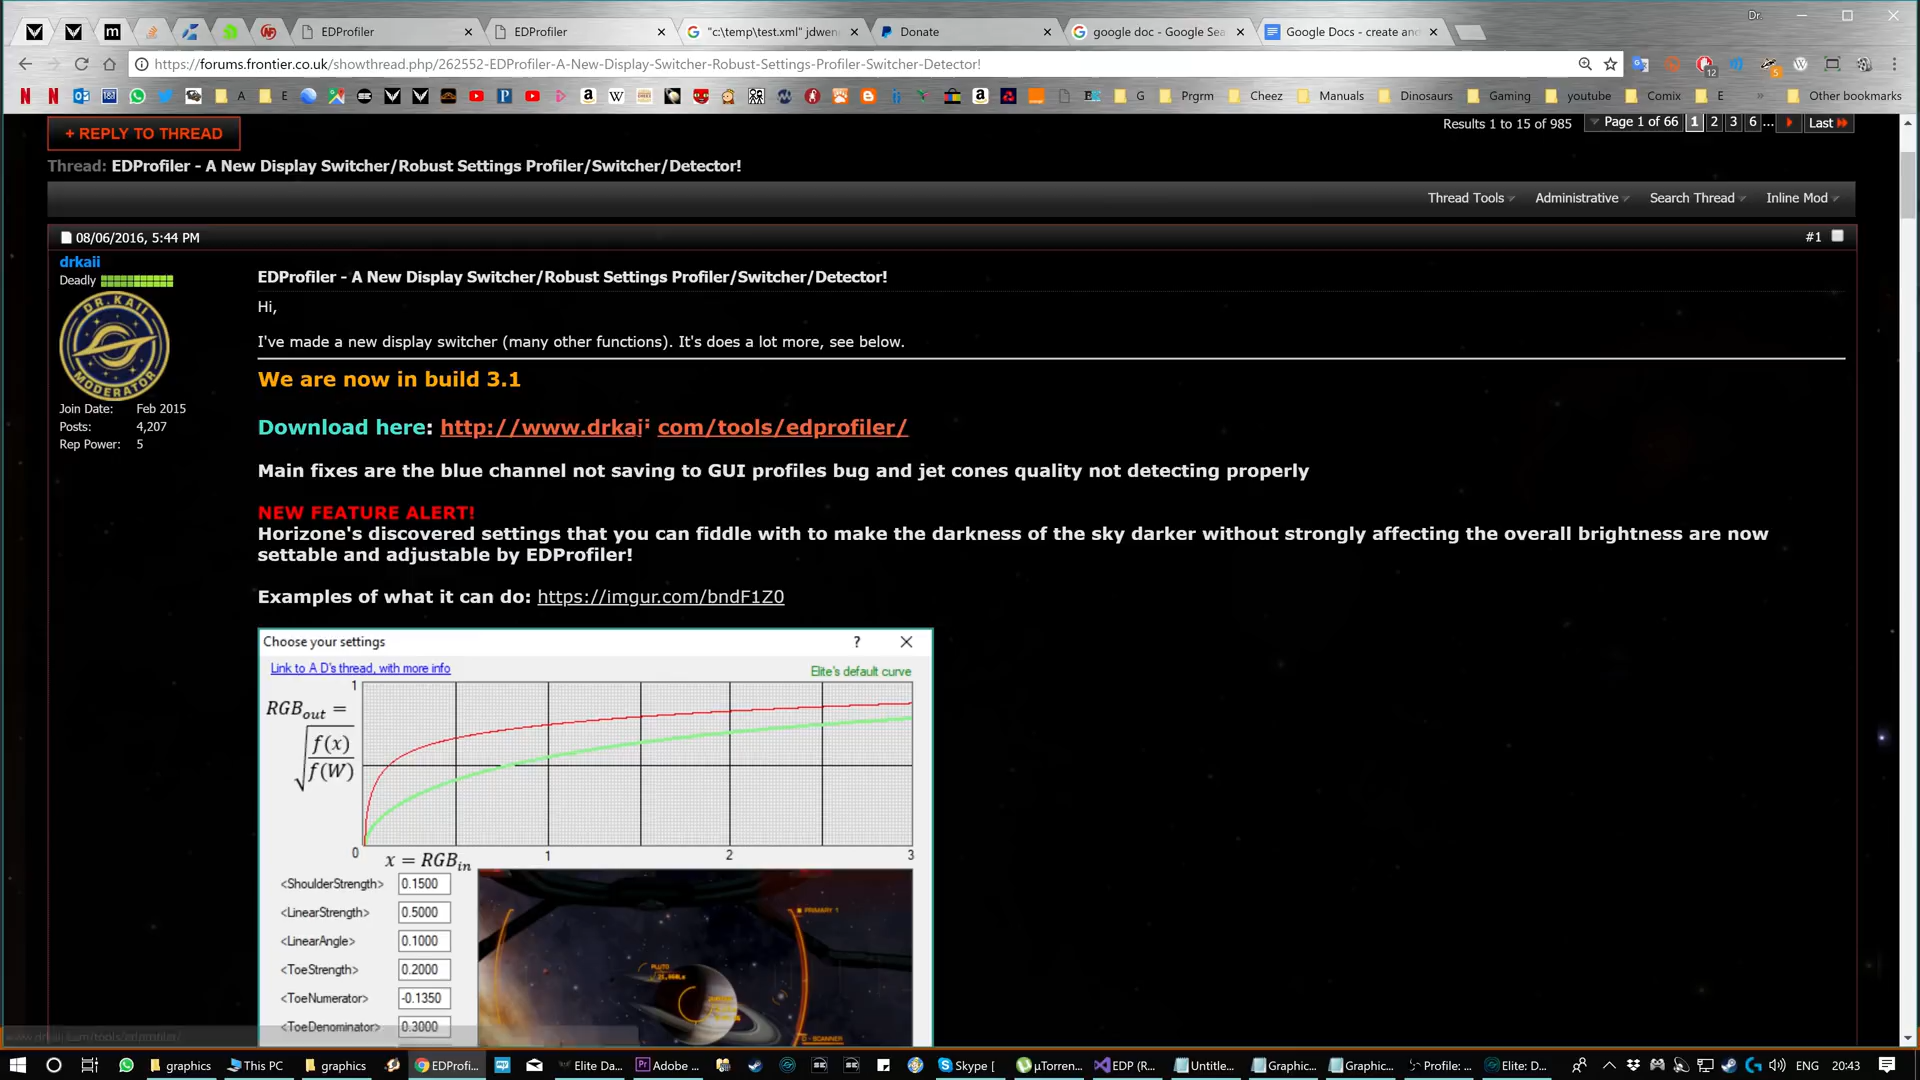 Dr.
EDProfiler
EDProfiler
"c:\temp\test.xml" jdwen
Donate
google doc - Google Sea
Google Docs - create and
https://forums.frontier.co.uk/showthread.php/262552-EDProfiler-A-New-Display-Switcher-Robust-Settings-Profiler-Switcher-Detector!
A
E
G
Prgrm
Cheez
Manuals
Dinosaurs
Gaming
youtube
Comix
E
»
Other bookmarks
+ REPLY TO THREAD
Results 1 to 15 of 985
Page 1 of 66
1
2
3
6
...
Last
Thread: EDProfiler - A New Display Switcher/Robust Settings Profiler/Switcher/Detector!
Thread Tools
Administrative
Search Thread
Inline Mod
08/06/2016, 5:44 PM
#1
drkaii
Deadly
DR.KAII
MODERATOR
Join Date: Feb 2015
Posts: 4,207
Rep Power: 5
EDProfiler - A New Display Switcher/Robust Settings Profiler/Switcher/Detector!
Hi,
I've made a new display switcher (many other functions). It's does a lot more, see below.
We are now in build 3.1
Download here: http://www.drkaii.com/tools/edprofiler/
Main fixes are the blue channel not saving to GUI profiles bug and jet cones quality not detecting properly
NEW FEATURE ALERT!
Horizone's discovered settings that you can fiddle with to make the darkness of the sky darker without strongly affecting the overall brightness are now
settable and adjustable by EDProfiler!
Examples of what it can do: https://imgur.com/bndF1Z0
Choose your settings
?
Link to A D's thread, with more info
Elite's default curve
1
RGBout =
f(x)
f(W)
0
x = RGBin
1
2
3
<ShoulderStrength> 0.1500
<LinearStrength> 0.5000
<LinearAngle> 0.1000
<ToeStrength> 0.2000
<ToeNumerator> -0.1350
<ToeDenominator> 0.3000
PRIMARY 1
PLUTO
graphics
This PC
graphics
EDProfi...
Elite Da...
Adobe ...
Skype [
µTorren...
EDP (R...
Untitle...
Graphic...
Graphic...
Profile: ...
Elite: D...
ENG
20:43